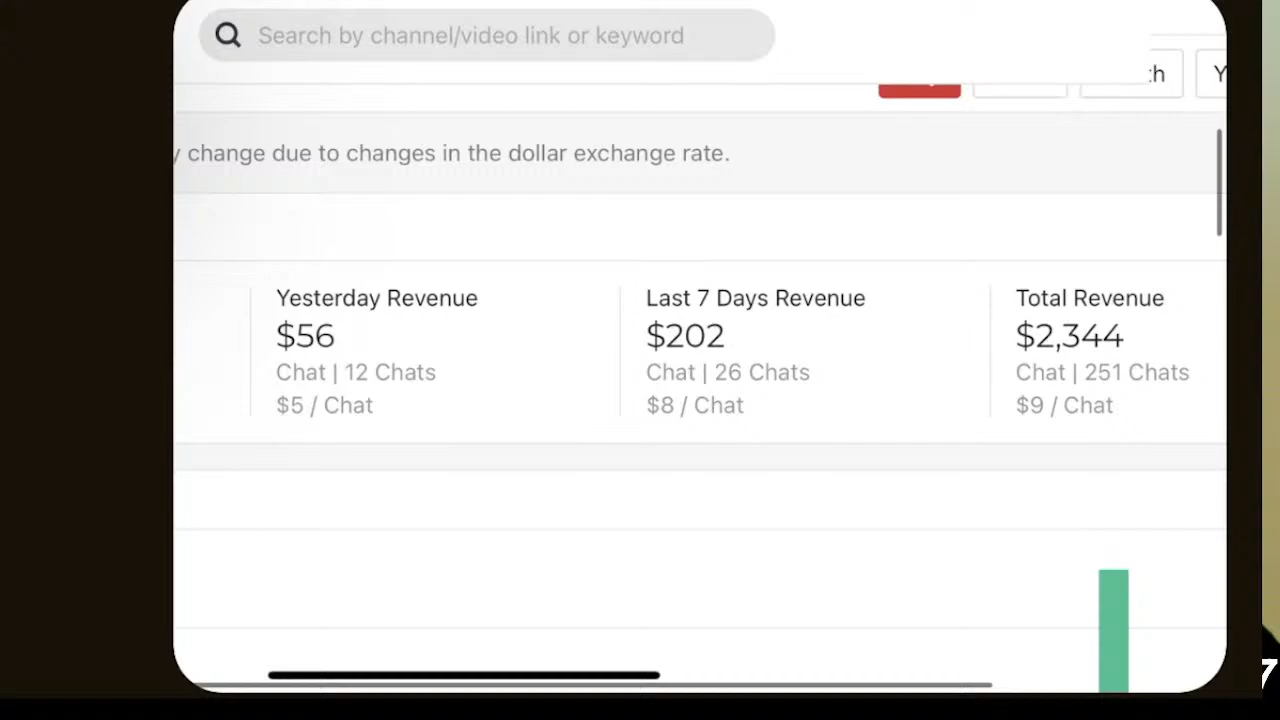 Search by channel/video link or keyword
change due to changes in the dollar exchange rate.
Yesterday Revenue
$56
Chat | 12 Chats
$5 / Chat
Last 7 Days Revenue
$202
Chat | 26 Chats
$8 / Chat
Total Revenue
$2,344
Chat | 251 Chats
$9 / Chat
7